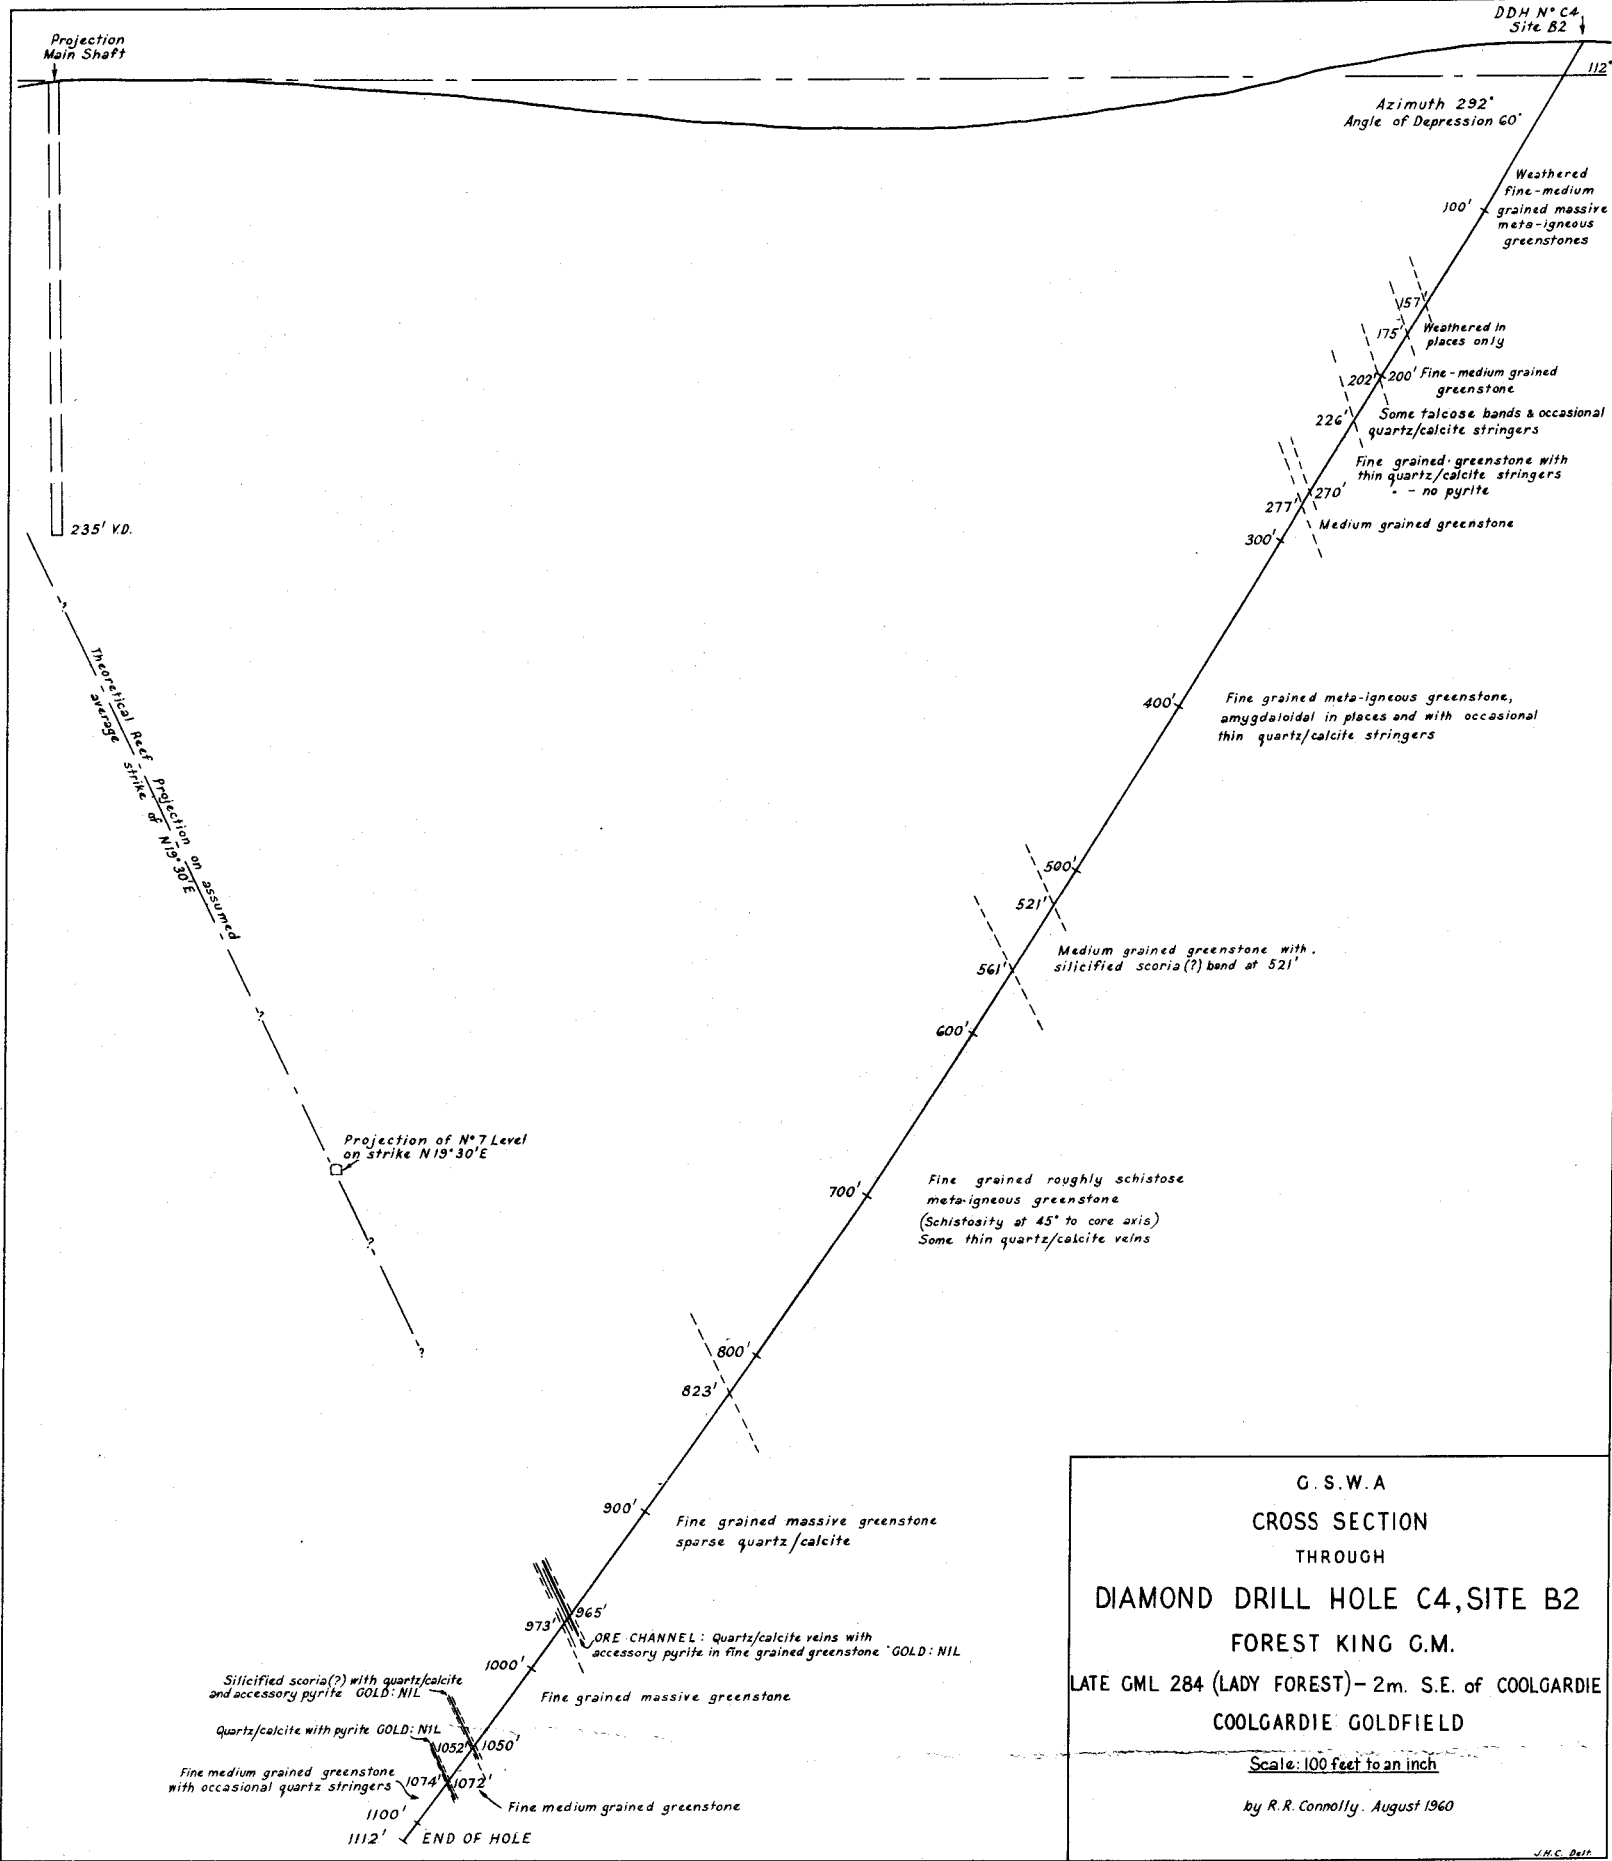 DDH Nº C4
Site B2
Projection
Main Shaft
112°
Azimuth 292°
Angle of Depression 60°
Weathered
fine-medium
grained massive
meta-igneous
greenstones
100'
157'
175'
Weathered in
places only
202'
200'
Fine-medium grained
greenstone
226'
Some talcose bands & occasional
quartz/calcite stringers
Fine grained greenstone with
thin quartz/calcite stringers
- no pyrite
270'
277'
Medium grained greenstone
300'
235' V.D.
?
Theoretical Reef Projection on assumed
average strike of N19°30'E
400'
Fine grained meta-igneous greenstone,
amygdaloidal in places and with occasional
thin quartz/calcite stringers
500'
521'
Medium grained greenstone with
silicified scoria(?) band at 521'
561'
600'
?
Projection of Nº 7 Level
on strike N19°30'E
700'
Fine grained roughly schistose
meta-igneous greenstone
(Schistosity at 45° to core axis)
Some thin quartz/calcite veins
?
?
800'
823'
900'
Fine grained massive greenstone
sparse quartz/calcite
965'
973'
ORE CHANNEL: Quartz/calcite veins with
accessory pyrite in fine grained greenstone GOLD: NIL
1000'
Silicified scoria(?) with quartz/calcite
and accessory pyrite GOLD: NIL
Fine grained massive greenstone
Quartz/calcite with pyrite GOLD: NIL
1052'
1050'
Fine medium grained greenstone
with occasional quartz stringers
1074'
1072'
Fine medium grained greenstone
1100'
1112'
END OF HOLE
G.S.W.A
CROSS SECTION
THROUGH
DIAMOND DRILL HOLE C4, SITE B2
FOREST KING G.M.
LATE GML 284 (LADY FOREST) – 2m. S.E. of COOLGARDIE
COOLGARDIE GOLDFIELD
Scale: 100 feet to an inch
by R.R. Connolly. August 1960
J.H.C. Delt.